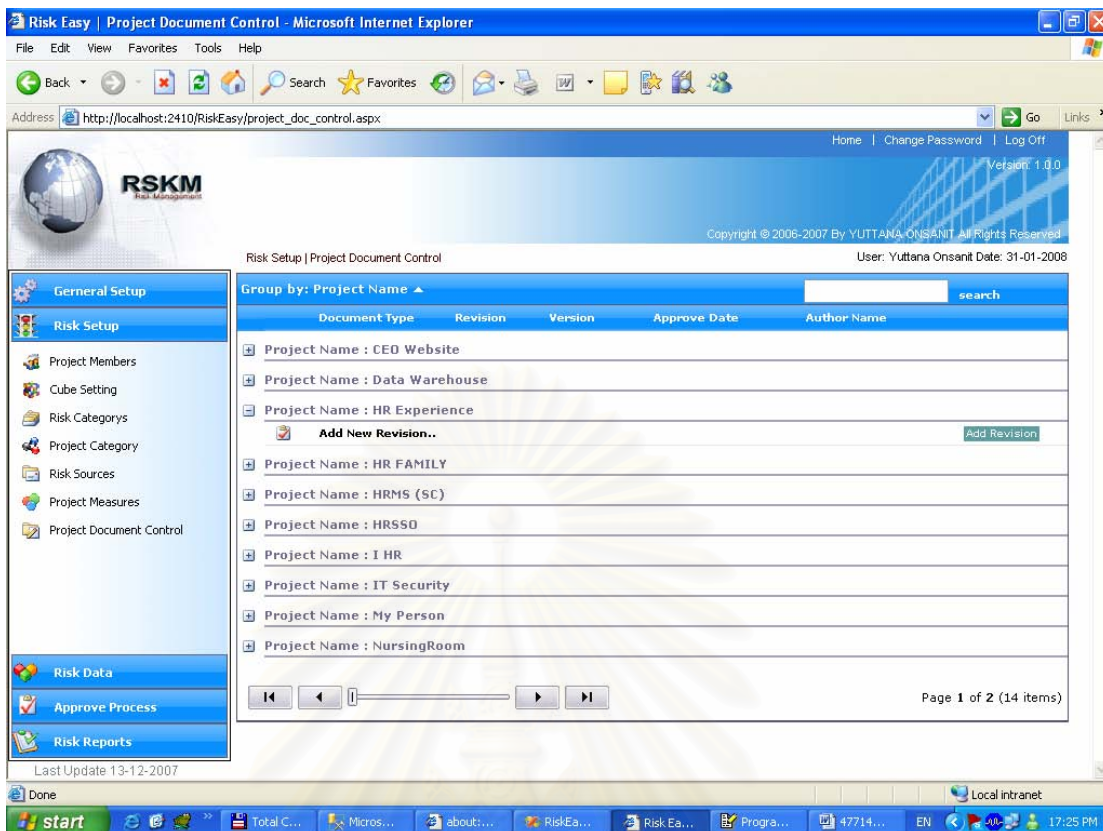 Risk Easy | Project Document Control - Microsoft Internet Explorer
File Edit View Favorites Tools Help
Back Search Favorites
Address http://localhost:2410/RiskEasy/project_doc_control.aspx Go Links
Home | Change Password | Log Off
Version: 1.0.0
RSKM
Risk Management
Copyright © 2006-2007 By YUTTANA ONSANIT All Rights Reserved
Risk Setup | Project Document Control
User: Yuttana Onsanit Date: 31-01-2008
Gerneral Setup
Risk Setup
Project Members
Cube Setting
Risk Categorys
Project Category
Risk Sources
Project Measures
Project Document Control
Risk Data
Approve Process
Risk Reports
Last Update 13-12-2007
Group by: Project Name
search
Document Type Revision Version Approve Date Author Name
Project Name : CEO Website
Project Name : Data Warehouse
Project Name : HR Experience
Add New Revision.. Add Revision
Project Name : HR FAMILY
Project Name : HRMS (SC)
Project Name : HRSSO
Project Name : I HR
Project Name : IT Security
Project Name : My Person
Project Name : NursingRoom
Page 1 of 2 (14 items)
Done Local intranet
start Total C... Micros... about:... RiskEa... Risk Ea... Progra... 47714... EN 17:25 PM